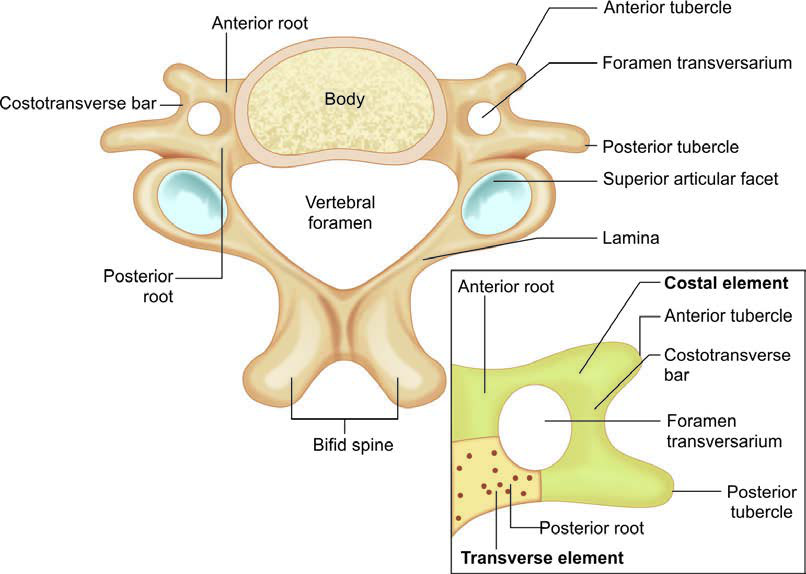 Anterior root
Anterior tubercle
Foramen transversarium
Costotransverse bar
Body
Posterior tubercle
Superior articular facet
Vertebral
foramen
Lamina
Posterior
root
Bifid spine
Anterior root
Costal element
Anterior tubercle
Costotransverse
bar
Foramen
transversarium
Posterior
tubercle
Posterior root
Transverse element